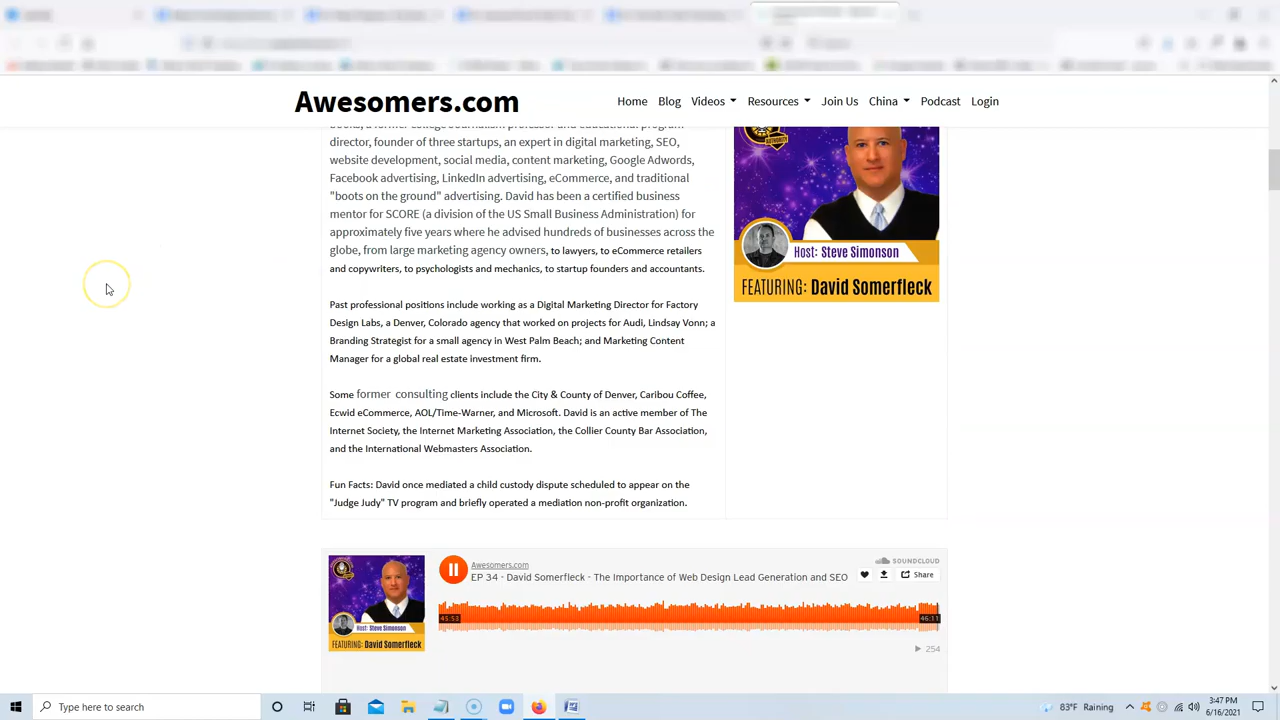 Awesomers.com
Home Blog Videos Resources Join Us China Podcast Login
director, founder of three startups, an expert in digital marketing, SEO,
website development, social media, content marketing, Google Adwords,
Facebook advertising, LinkedIn advertising, eCommerce, and traditional
"boots on the ground" advertising. David has been a certified business
mentor for SCORE (a division of the US Small Business Administration) for
approximately five years where he advised hundreds of businesses across the
globe, from large marketing agency owners, to lawyers, to eCommerce retailers
and copywriters, to psychologists and mechanics, to startup founders and accountants.
Past professional positions include working as a Digital Marketing Director for Factory
Design Labs, a Denver, Colorado agency that worked on projects for Audi, Lindsay Vonn; a
Branding Strategist for a small agency in West Palm Beach; and Marketing Content
Manager for a global real estate investment firm.
Some former consulting clients include the City & County of Denver, Caribou Coffee,
Ecwid eCommerce, AOL/Time-Warner, and Microsoft. David is an active member of The
Internet Society, the Internet Marketing Association, the Collier County Bar Association,
and the International Webmasters Association.
Fun Facts: David once mediated a child custody dispute scheduled to appear on the
"Judge Judy" TV program and briefly operated a mediation non-profit organization.
AUTHORITY
Host: Steve Simonson
FEATURING: David Somerfleck
Awesomers.com
SOUNDCLOUD
EP 34 - David Somerfleck - The Importance of Web Design Lead Generation and SEO
Share
45:53
46:11
254
Host: Steve Simonson
FEATURING: David Somerfleck
Type here to search
83°F Raining
3:47 PM
6/16/2021